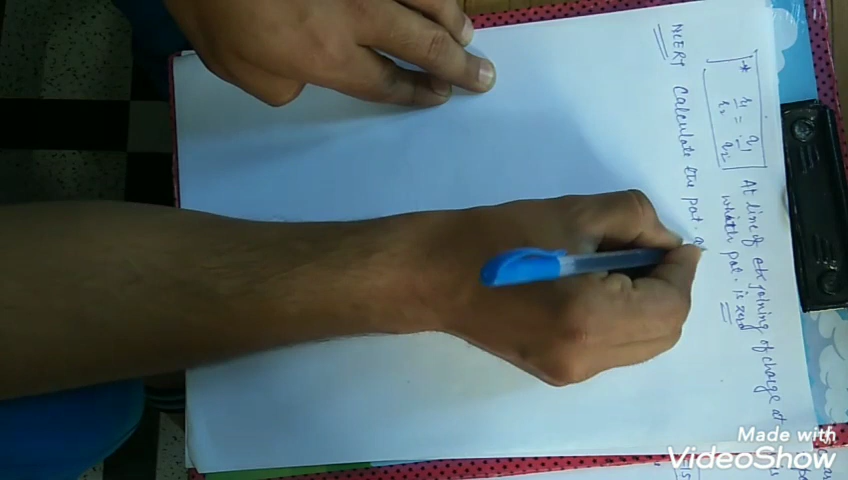 ]→* r1/r2 = q1/q2 At line of
which pot. is zero
joining of charge at
NCERT Calculate the pot.
Made with
VideoShow